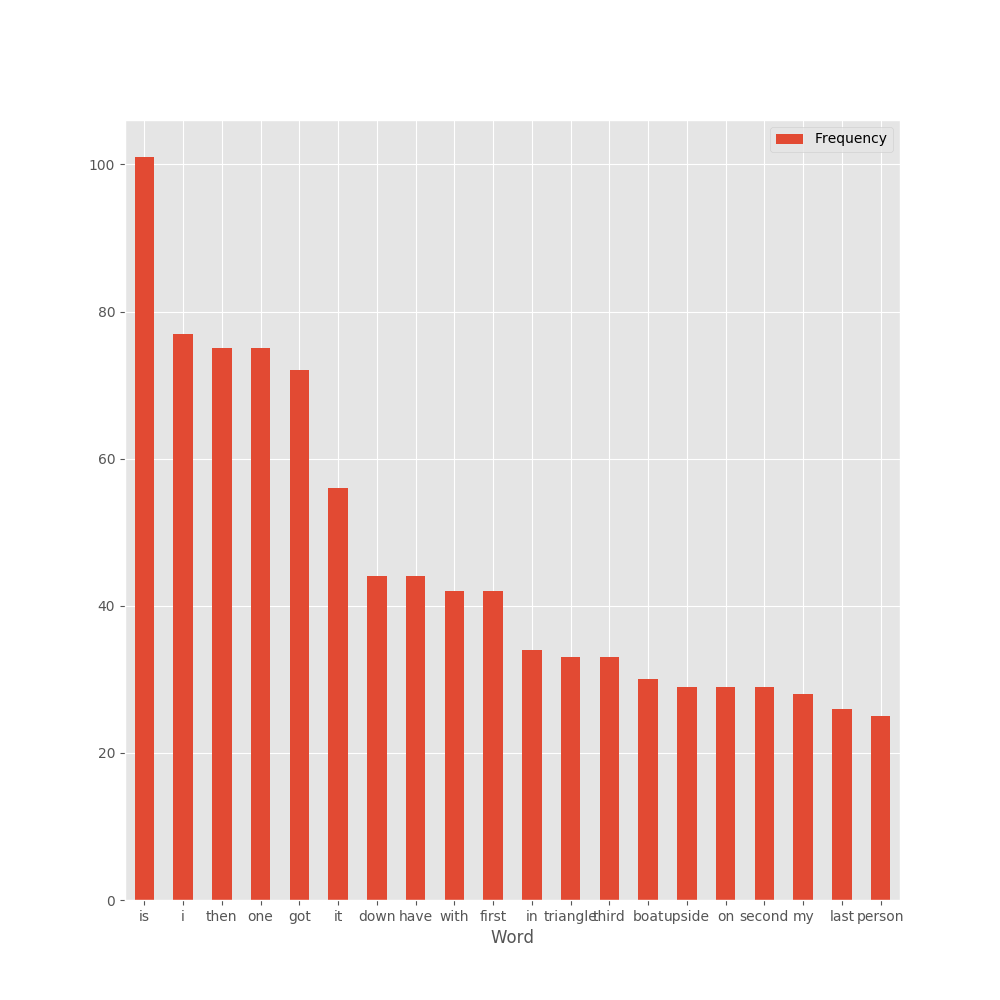 Frequency
100
80
60
40
20
0
is i then one got it down have with first in triangle third boat upside on second my last person
Word